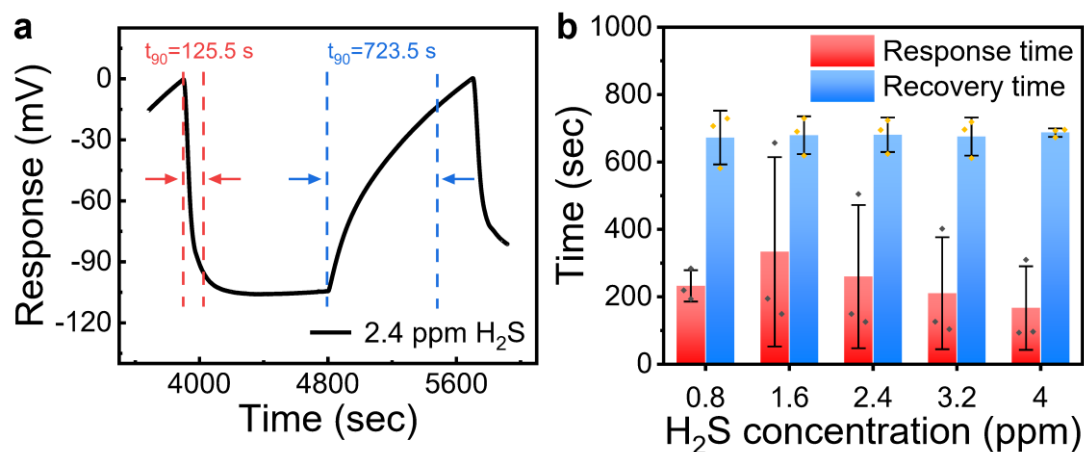 a
t₉₀=125.5 s
t₉₀=723.5 s
0
-30
-60
-90
-120
Response (mV)
2.4 ppm H₂S
4000
4800
5600
Time (sec)
b
1000
800
600
400
200
0
Time (sec)
Response time
Recovery time
0.8
1.6
2.4
3.2
4
H₂S concentration (ppm)